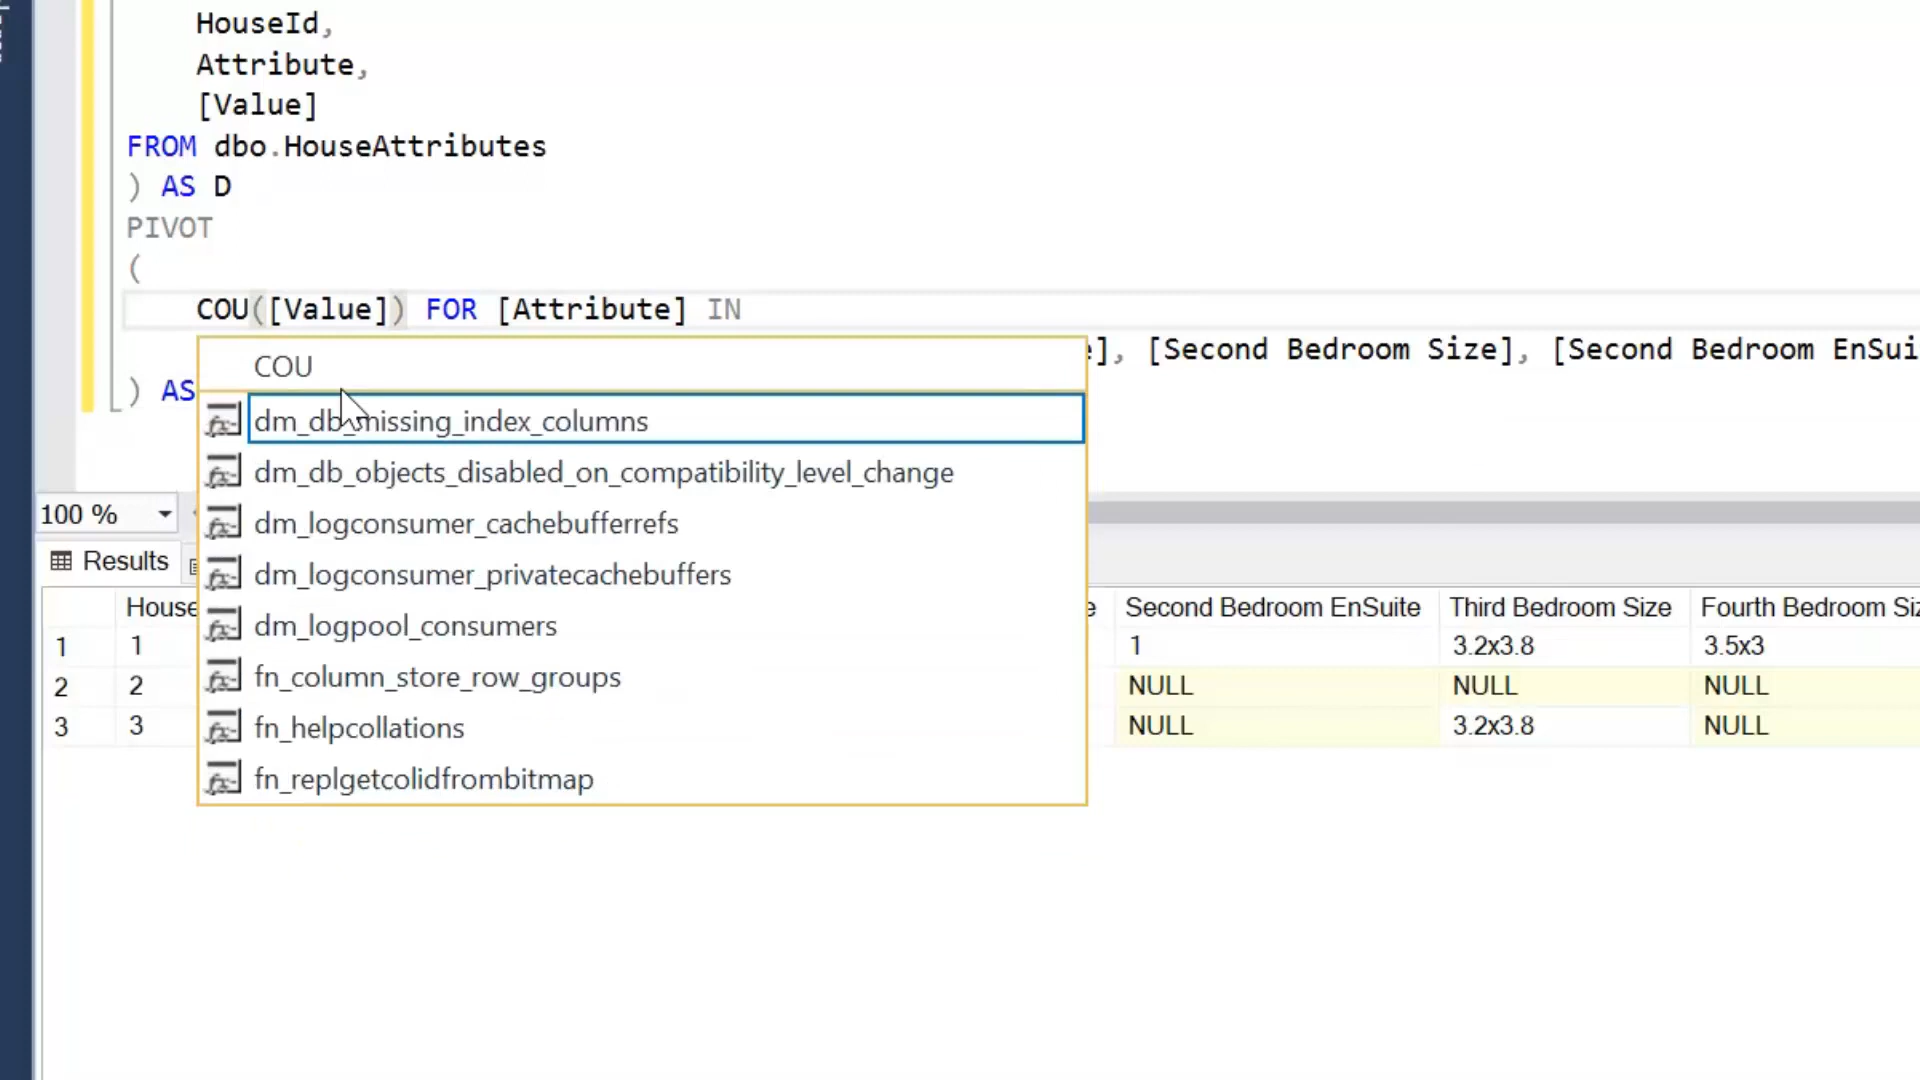 HouseId,
Attribute,
[Value]
FROM dbo.HouseAttributes
) AS D
PIVOT
(
COU([Value]) FOR [Attribute] IN
], [Second Bedroom Size], [Second Bedroom EnSui
) AS
COU
dm_db_missing_index_columns
dm_db_objects_disabled_on_compatibility_level_change
dm_logconsumer_cachebufferrefs
dm_logconsumer_privatecachebuffers
dm_logpool_consumers
fn_column_store_row_groups
fn_helpcollations
fn_replgetcolidfrombitmap
100 %
Results
House e Second Bedroom EnSuite Third Bedroom Size Fourth Bedroom Siz
1 1 1 3.2x3.8 3.5x3
2 2 NULL NULL NULL
3 3 NULL 3.2x3.8 NULL